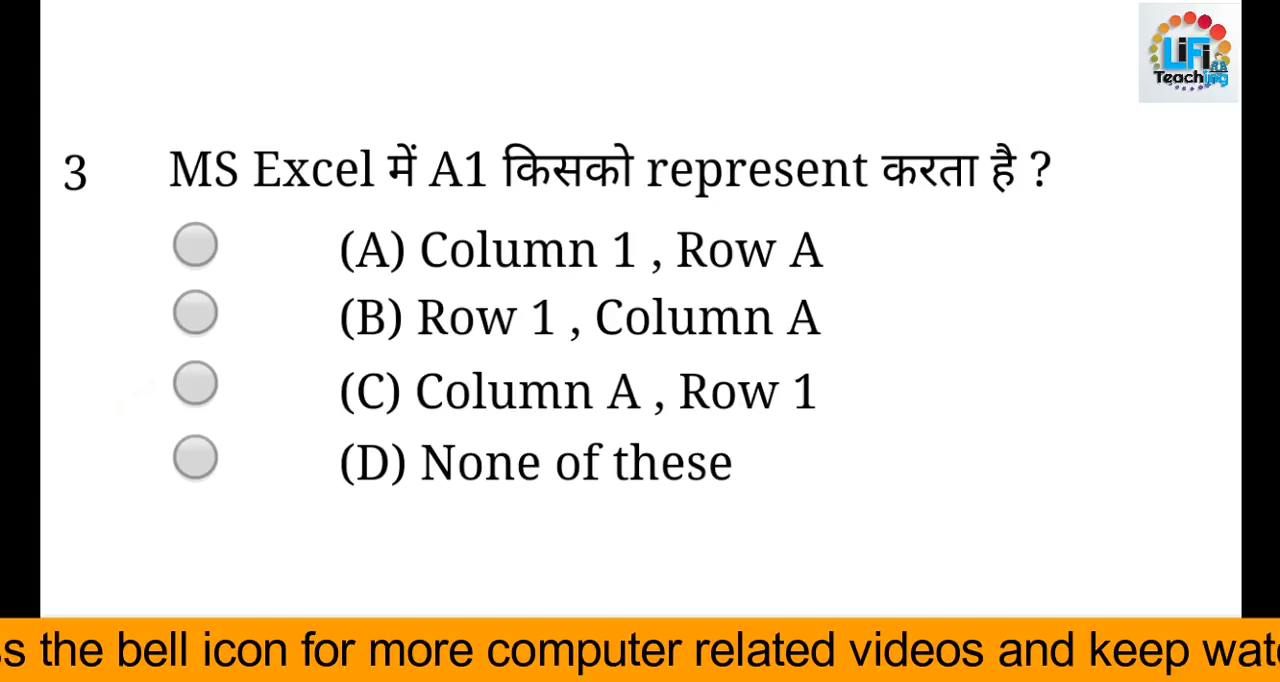 LiFi
Teaching
3 MS Excel में A1 किसको represent करता है ?
(A) Column 1 , Row A
(B) Row 1 , Column A
(C) Column A , Row 1
(D) None of these
s the bell icon for more computer related videos and keep wat